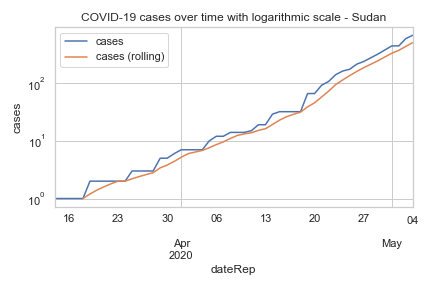 COVID-19 cases over time with logarithmic scale - Sudan
cases
cases (rolling)
10²
10¹
10⁰
cases
16 23 30 06 13 20 27 04
Apr May
2020
dateRep